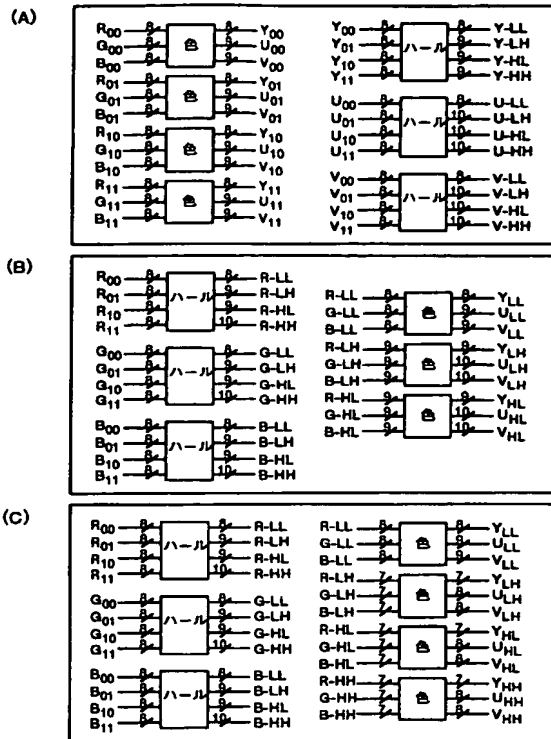 (A)
R00 8 8 Y00
G00 8 色 9 U00
B00 8 9 V00
R01 8 8 Y01
G01 8 色 9 U01
B01 8 9 V01
R10 8 8 Y10
G10 8 色 9 U10
B10 8 9 V10
R11 8 8 Y11
G11 8 色 9 U11
B11 8 9 V11
Y00 8 8 Y-LL
Y01 8 ハール 9 Y-LH
Y10 8 9 Y-HL
Y11 8 Y-HH
U00 U-LL
U01 ハール 10 U-LH
U10 10 U-HL
U11 U-HH
V00 V-LL
V01 ハール 10 V-LH
V10 10 V-HL
V11 V-HH
(B)
R00 8 8 R-LL
R01 8 ハール 9 R-LH
R10 8 9 R-HL
R11 8 10 R-HH
G00 8 8 G-LL
G01 8 ハール 9 G-LH
G10 8 9 G-HL
G11 8 10 G-HH
B00 8 8 B-LL
B01 8 ハール 9 B-LH
B10 8 9 B-HL
B11 8 10 B-HH
R-LL 8 8 YLL
G-LL 8 色 9 ULL
B-LL 8 9 VLL
R-LH 9 9 YLH
G-LH 9 色 10 ULH
B-LH 9 10 VLH
R-HL 9 9 YHL
G-HL 9 色 10 UHL
B-HL 9 10 VHL
(C)
R00 8 8 R-LL
R01 8 ハール 9 R-LH
R10 8 9 R-HL
R11 8 10 R-HH
G00 8 8 G-LL
G01 8 ハール 9 G-LH
G10 8 9 G-HL
G11 8 10 G-HH
B00 8 8 B-LL
B01 8 ハール 9 B-LH
B10 8 9 B-HL
B11 8 10 B-HH
R-LL 8 8 YLL
G-LL 8 色 9 ULL
B-LL 8 9 VLL
R-LH 7 7 YLH
G-LH 7 色 8 ULH
B-LH 7 8 VLH
R-HL 7 7 YHL
G-HL 7 色 8 UHL
B-HL 7 8 VHL
R-HH 7 7 YHH
G-HH 7 色 8 UHH
B-HH 7 8 VHH